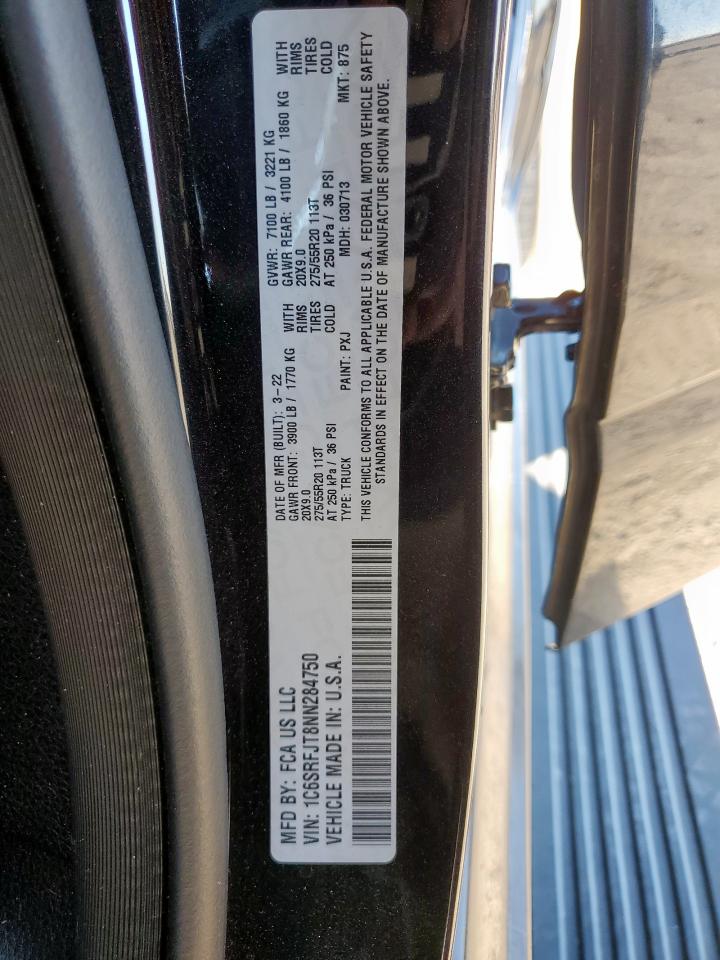 MFD BY: FCA US LLC
VIN: 1C6SRFJT8NN284750
VEHICLE MADE IN: U.S.A.
DATE OF MFR (BUILT): 3-22
GAWR FRONT: 3900 LB / 1770 KG WITH
20X9.0 RIMS
275/55R20 113T TIRES
AT 250 kPa / 36 PSI COLD
TYPE: TRUCK PAINT: PXJ
GVWR: 7100 LB / 3221 KG
GAWR REAR: 4100 LB / 1860 KG WITH
20X9.0 RIMS
275/55R20 113T TIRES
AT 250 kPa / 36 PSI COLD
MDH: 030713 MKT: 875
THIS VEHICLE CONFORMS TO ALL APPLICABLE U.S.A. FEDERAL MOTOR VEHICLE SAFETY
STANDARDS IN EFFECT ON THE DATE OF MANUFACTURE SHOWN ABOVE.